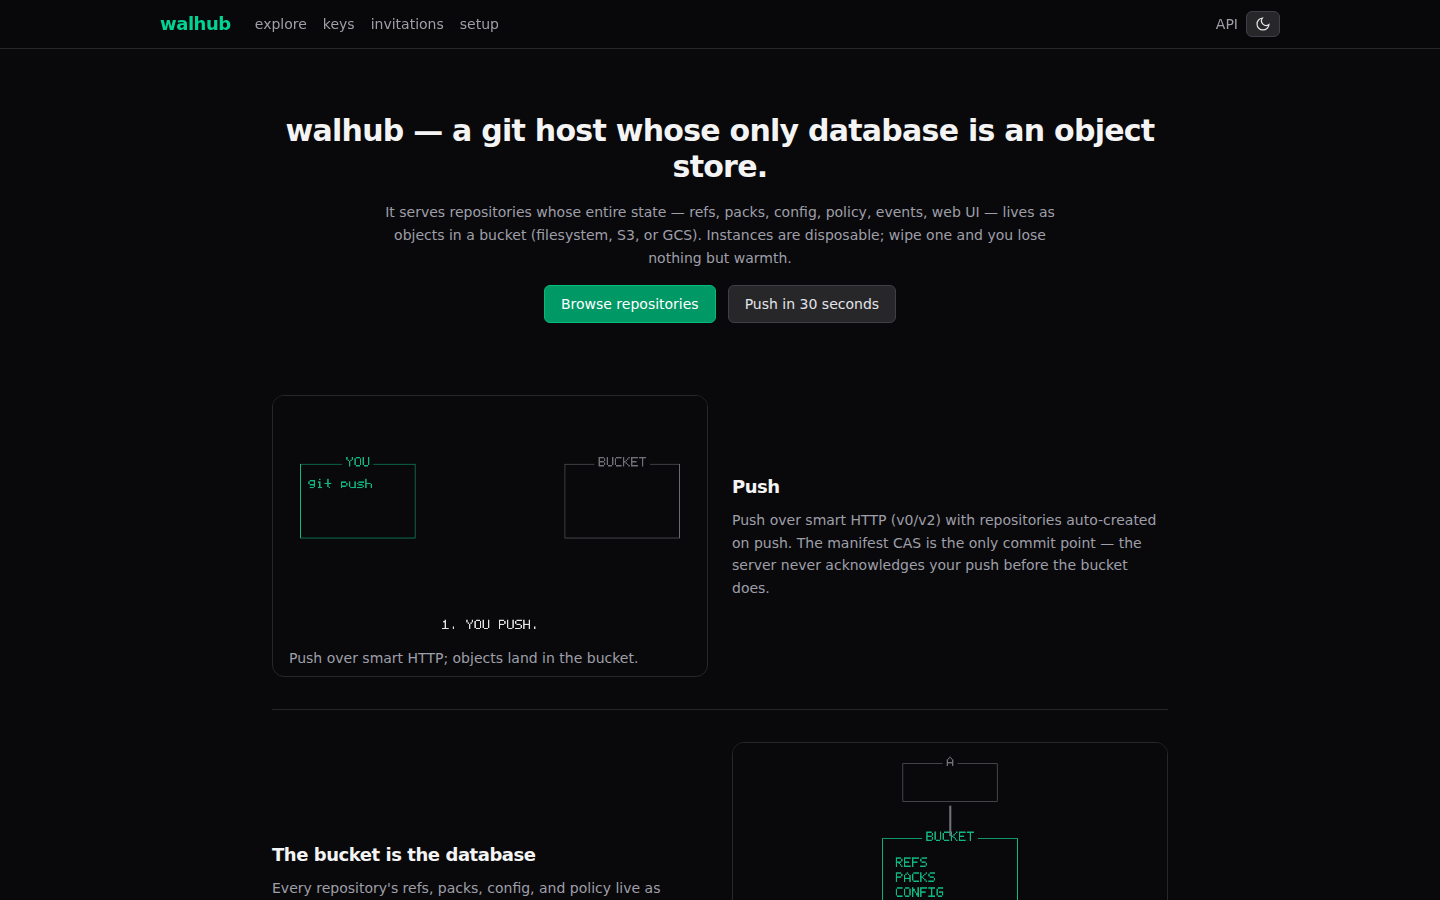 walhub explore keys invitations setup API
walhub — a git host whose only database is an object
store.
It serves repositories whose entire state — refs, packs, config, policy, events, web UI — lives as
objects in a bucket (filesystem, S3, or GCS). Instances are disposable; wipe one and you lose
nothing but warmth.
Browse repositories Push in 30 seconds
YOU BUCKET
git push
1. YOU PUSH.
Push over smart HTTP; objects land in the bucket.
Push
Push over smart HTTP (v0/v2) with repositories auto-created
on push. The manifest CAS is the only commit point — the
server never acknowledges your push before the bucket
does.
The bucket is the database
Every repository's refs, packs, config, and policy live as
A
BUCKET
REFS
PACKS
CONFIG